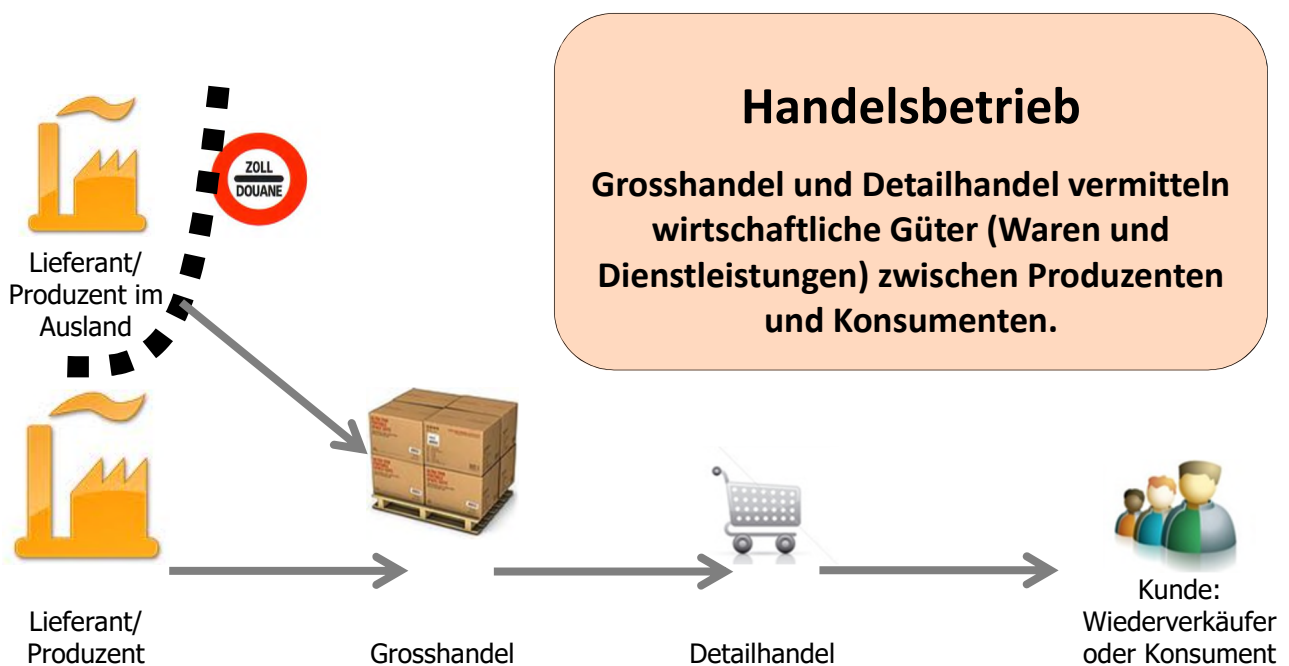 Handelsbetrieb
Grosshandel und Detailhandel vermitteln
wirtschaftliche Güter (Waren und
Dienstleistungen) zwischen Produzenten
und Konsumenten.
ZOLL
DOUANE
Lieferant/
Produzent im
Ausland
Lieferant/
Produzent
Grosshandel
Detailhandel
Kunde:
Wiederverkäufer
oder Konsument